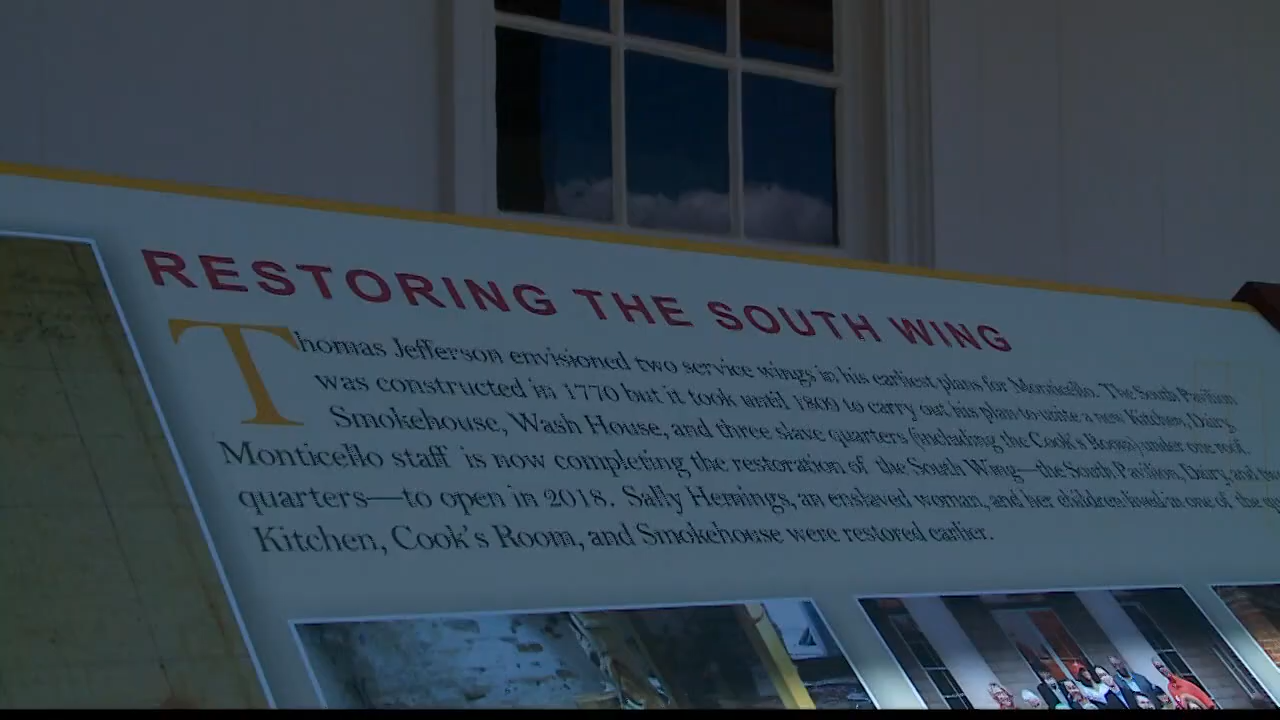 RESTORING THE SOUTH WING
Thomas Jefferson envisioned two service wings in his earliest plans for Monticello. The South Pavilion
was constructed in 1770 but it took until 1809 to carry out his plan to unite a new Kitchen, Dairy,
Smokehouse, Wash House, and three slave quarters (including the Cook's Room) under one roof.
Monticello staff is now completing the restoration of the South Wing—the South Pavilion, Dairy, and
quarters—to open in 2018. Sally Hemings, an enslaved woman, and her children lived in one of the
Kitchen, Cook's Room, and Smokehouse were restored earlier.